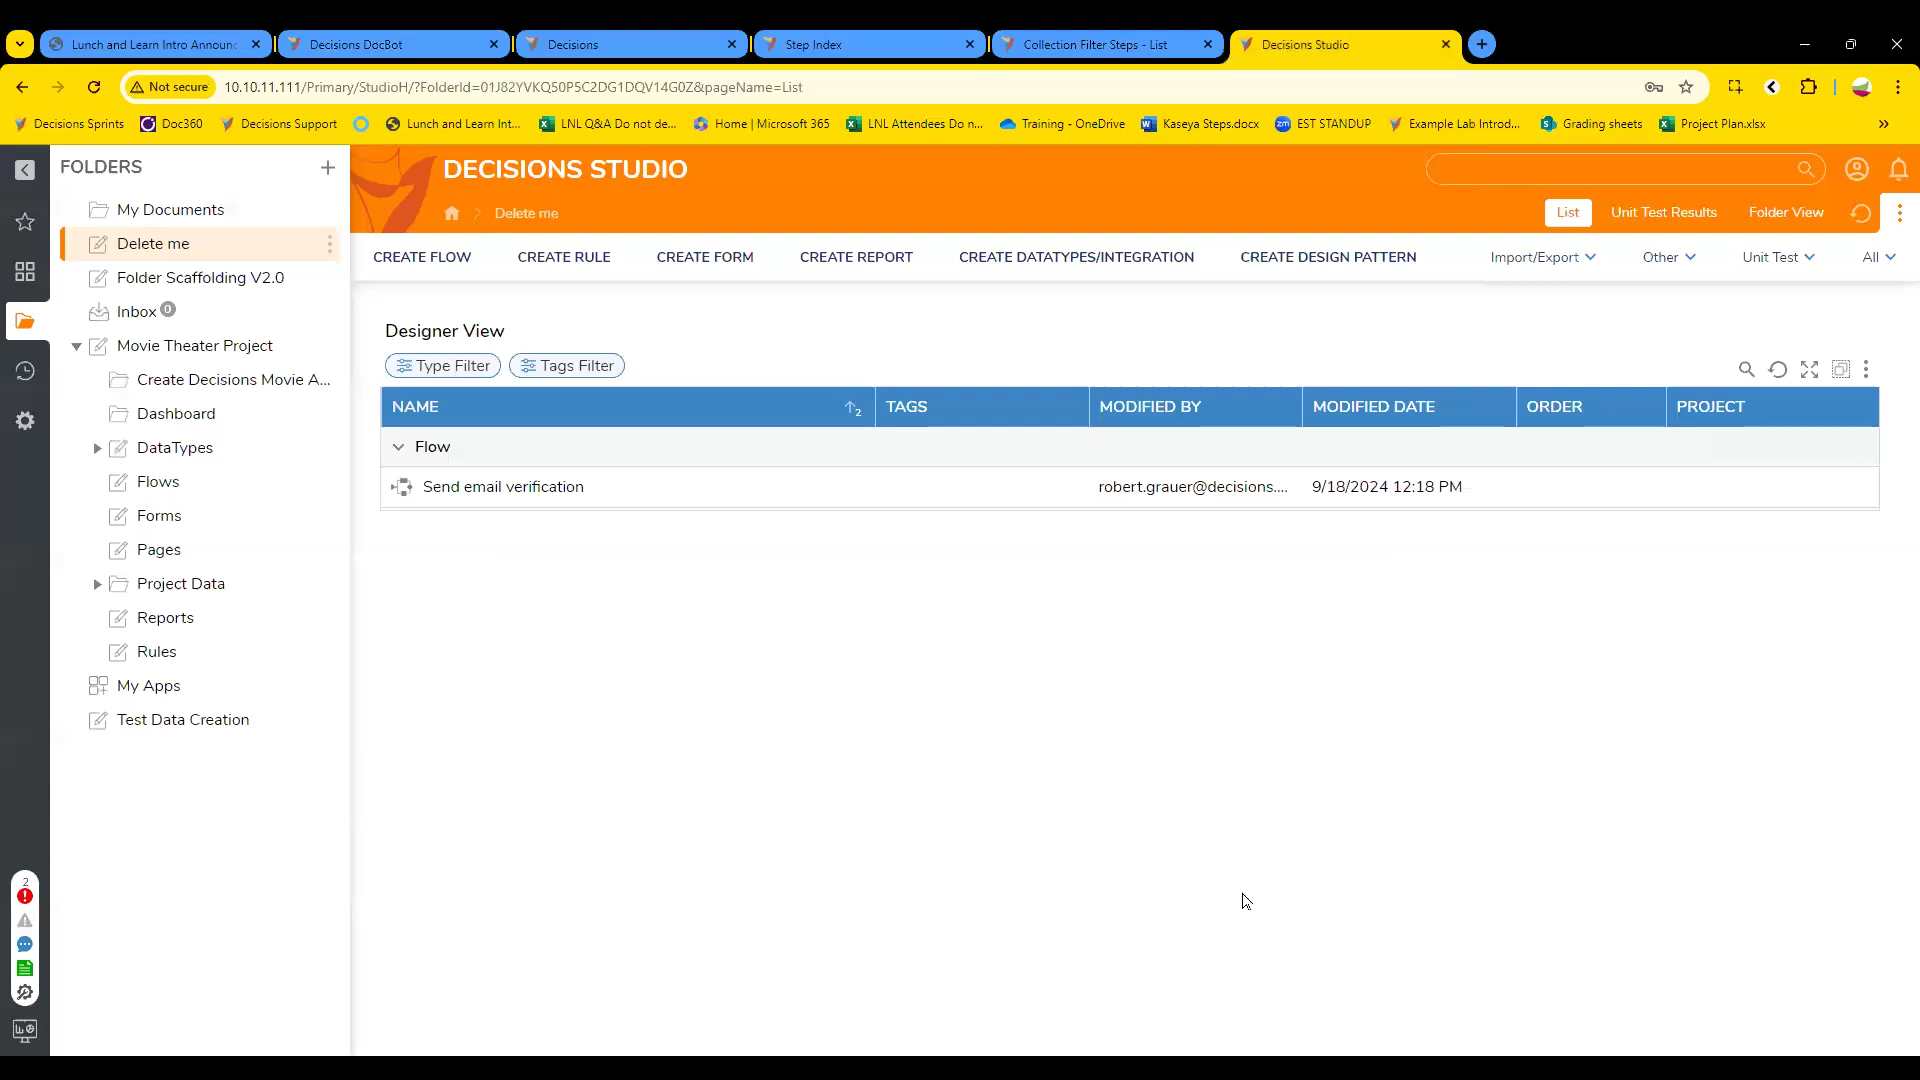 Lunch and Learn Intro Announ
Decisions DocBot
Decisions
Step Index
Collection Filter Steps - List
Decisions Studio
Not secure
10.10.11.111/Primary/StudioH/?FolderId=01J82YVKQ50P5C2DG1DQV14G0Z&pageName=List
Decisions Sprints
Doc360
Decisions Support
Lunch and Learn Int...
LNL Q&A Do not de...
Home | Microsoft 365
LNL Attendees Do n...
Training - OneDrive
Kaseya Steps.docx
EST STANDUP
Example Lab Introd...
Grading sheets
Project Plan.xlsx
FOLDERS
My Documents
Delete me
Folder Scaffolding V2.0
Inbox 0
Movie Theater Project
Create Decisions Movie A...
Dashboard
DataTypes
Flows
Forms
Pages
Project Data
Reports
Rules
My Apps
Test Data Creation
2
DECISIONS STUDIO
Delete me
List
Unit Test Results
Folder View
CREATE FLOW
CREATE RULE
CREATE FORM
CREATE REPORT
CREATE DATATYPES/INTEGRATION
CREATE DESIGN PATTERN
Import/Export
Other
Unit Test
All
Designer View
Type Filter
Tags Filter
NAME 2
TAGS
MODIFIED BY
MODIFIED DATE
ORDER
PROJECT
Flow
Send email verification
robert.grauer@decisions....
9/18/2024 12:18 PM